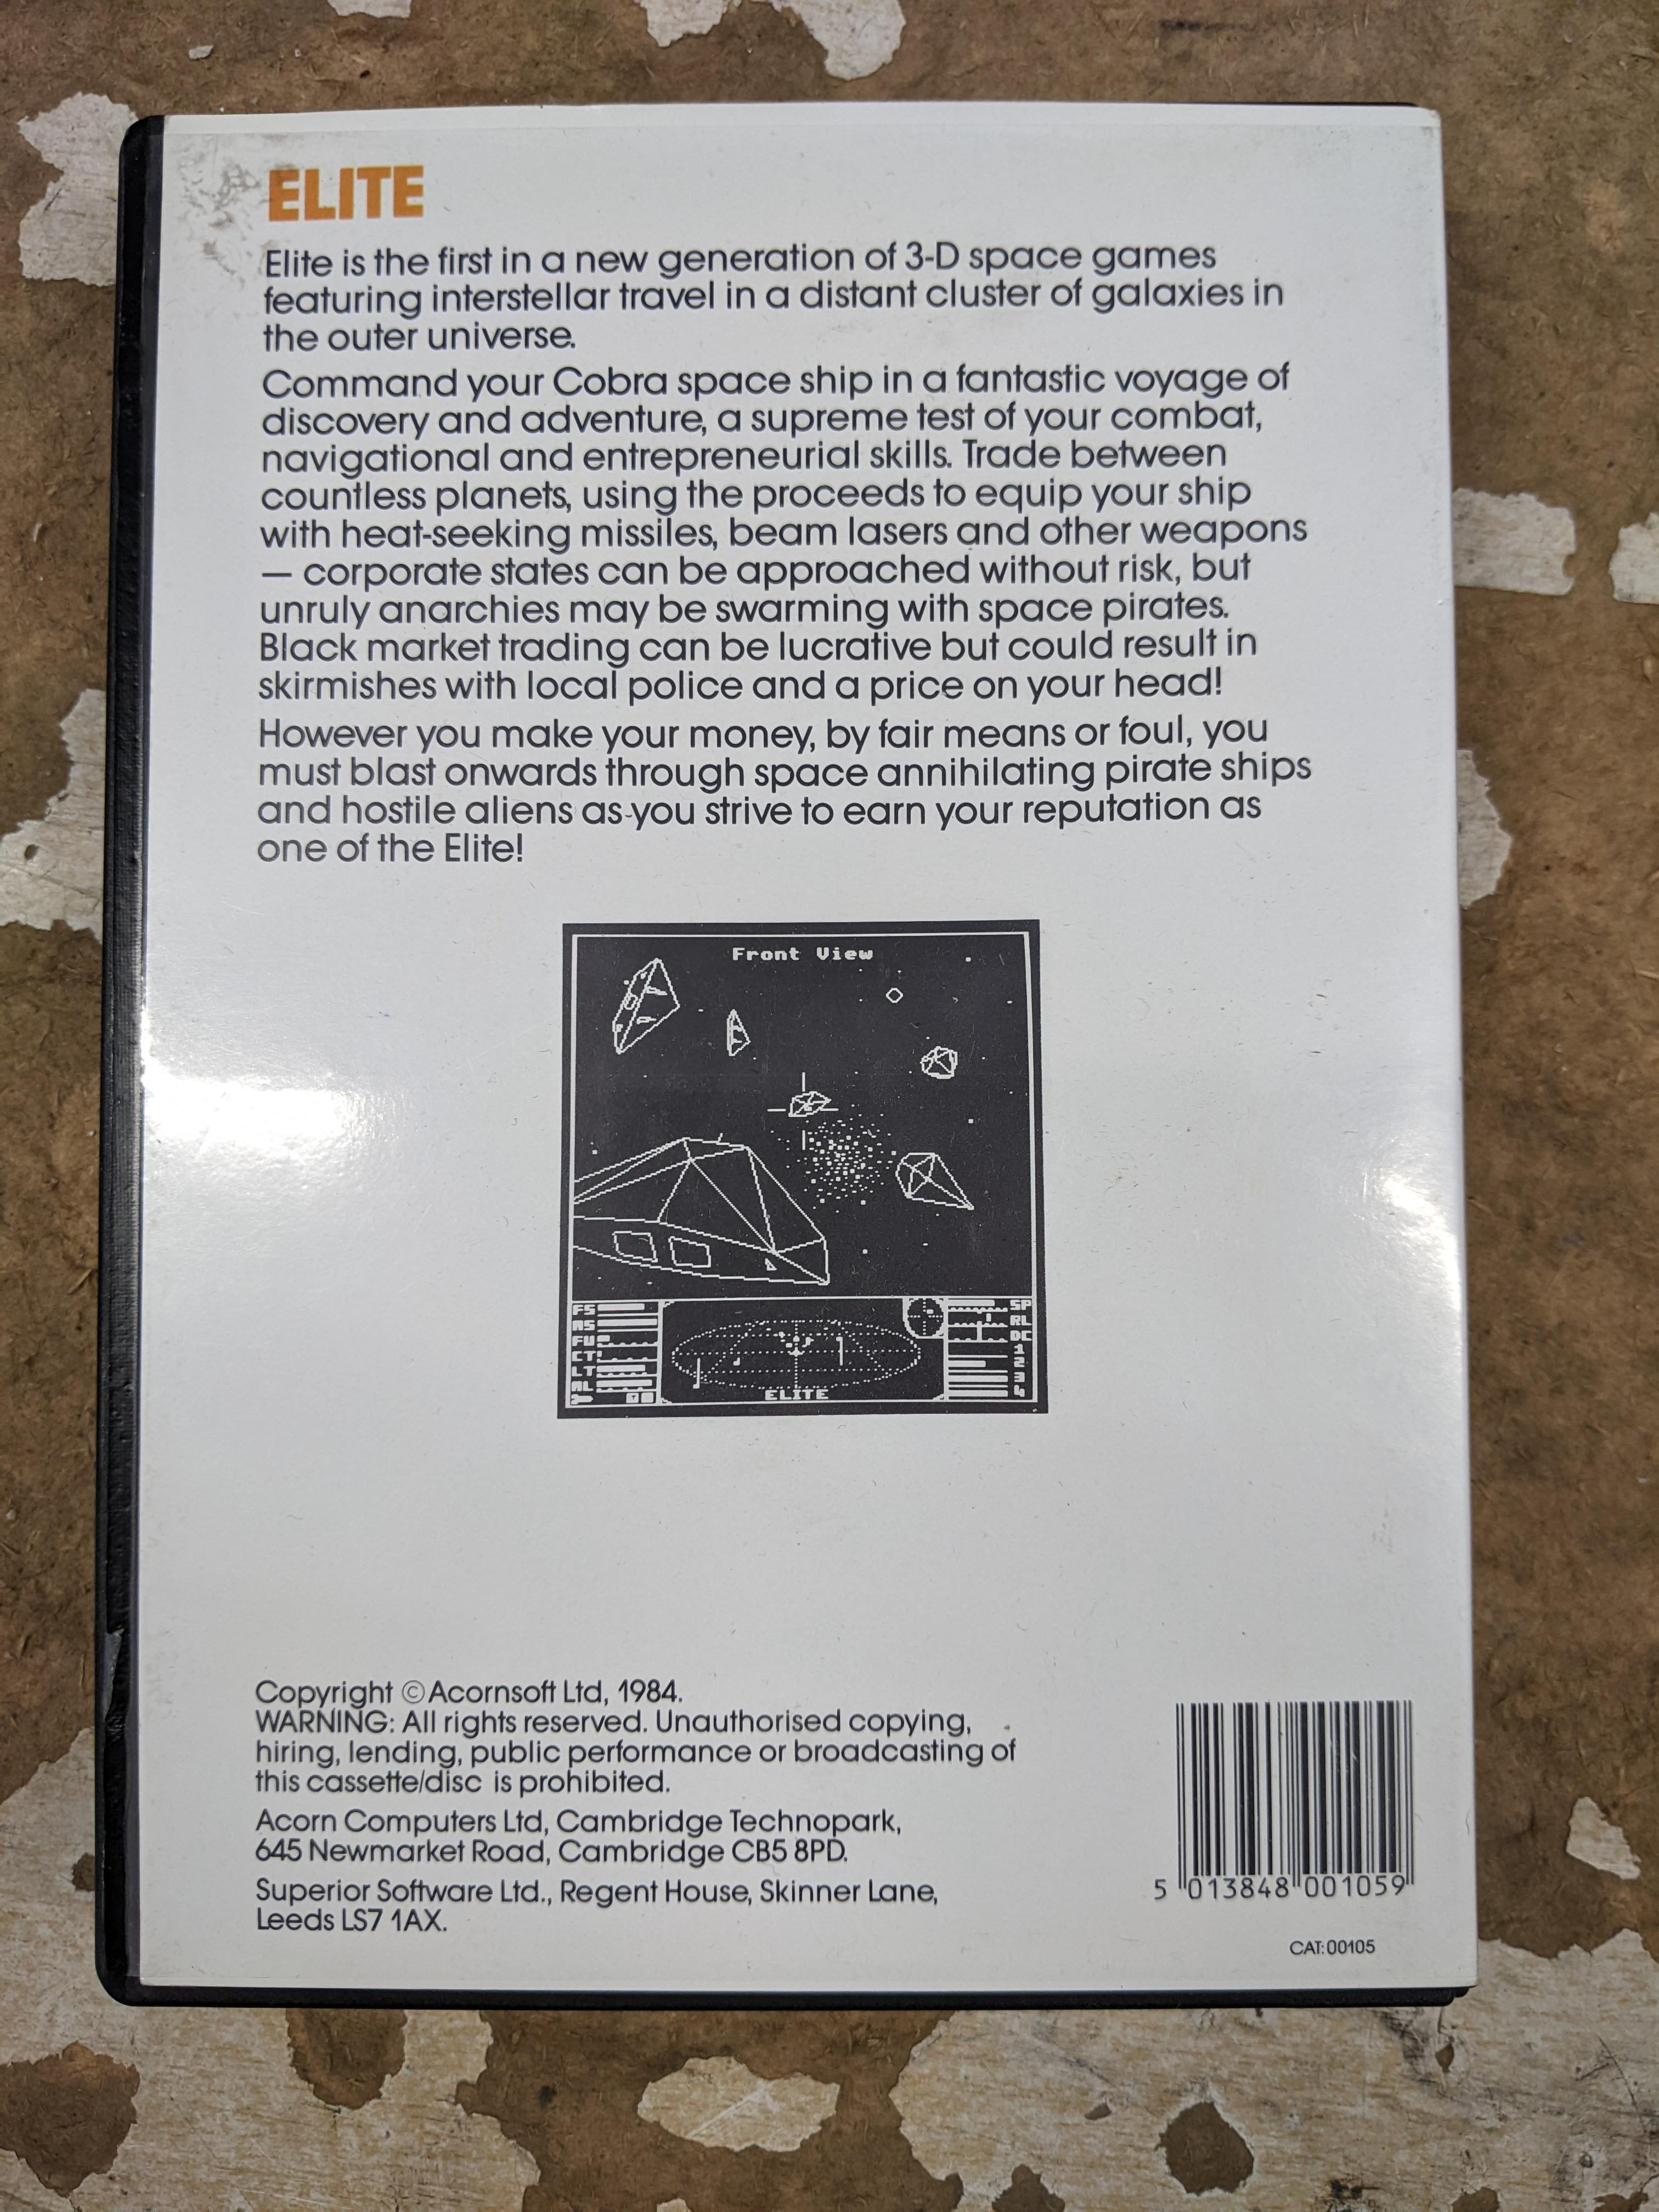 ELITE
Elite is the first in a new generation of 3-D space games
featuring interstellar travel in a distant cluster of galaxies in
the outer universe.
Command your Cobra space ship in a fantastic voyage of
discovery and adventure, a supreme test of your combat,
navigational and entrepreneurial skills. Trade between
countless planets, using the proceeds to equip your ship
with heat-seeking missiles, beam lasers and other weapons
— corporate states can be approached without risk, but
unruly anarchies may be swarming with space pirates.
Black market trading can be lucrative but could result in
skirmishes with local police and a price on your head!
However you make your money, by fair means or foul, you
must blast onwards through space annihilating pirate ships
and hostile aliens as you strive to earn your reputation as
one of the Elite!
Front View
FS
AS
FU
CT
LT
AL
ELITE
SP
RL
DC
1
2
3
4
Copyright © Acornsoft Ltd, 1984.
WARNING: All rights reserved. Unauthorised copying,
hiring, lending, public performance or broadcasting of
this cassette/disc is prohibited.
Acorn Computers Ltd, Cambridge Technopark,
645 Newmarket Road, Cambridge CB5 8PD.
Superior Software Ltd., Regent House, Skinner Lane,
Leeds LS7 1AX.
5 013848 001059
CAT: 00105